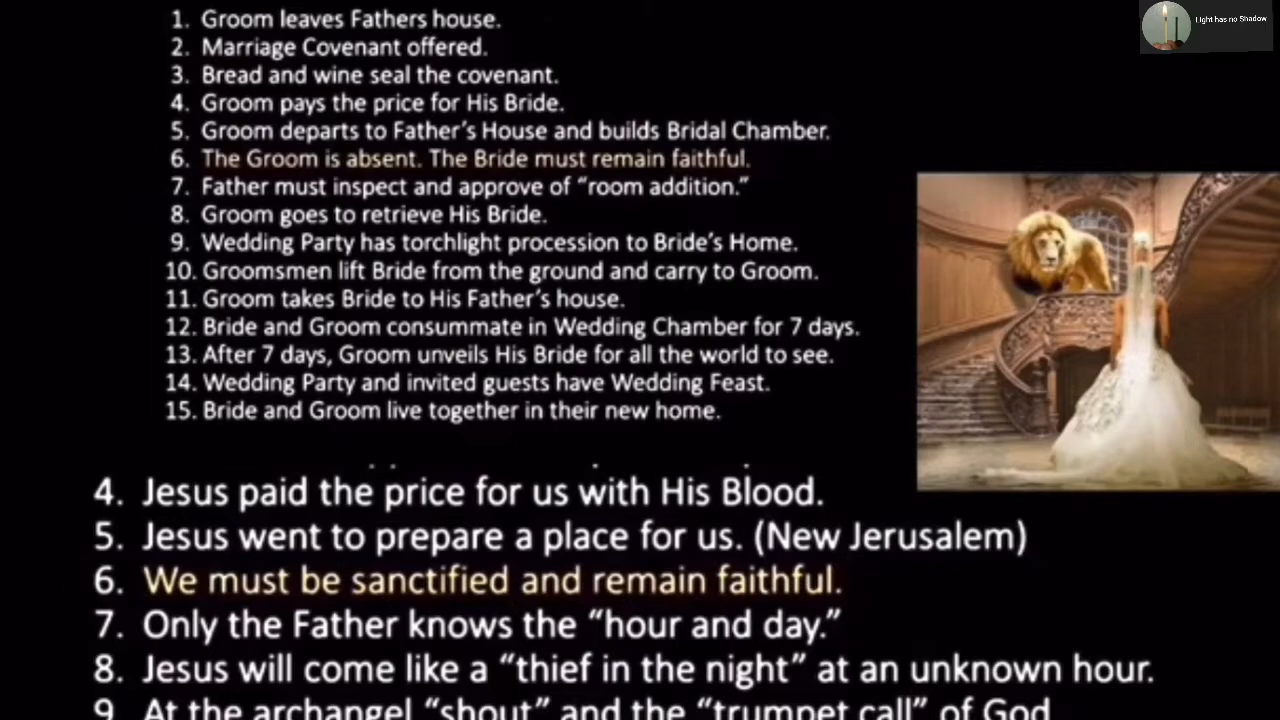 1. Groom leaves Fathers house.
2. Marriage Covenant offered.
3. Bread and wine seal the covenant.
4. Groom pays the price for His Bride.
5. Groom departs to Father's House and builds Bridal Chamber.
6. The Groom is absent. The Bride must remain faithful.
7. Father must inspect and approve of “room addition.”
8. Groom goes to retrieve His Bride.
9. Wedding Party has torchlight procession to Bride's Home.
10. Groomsmen lift Bride from the ground and carry to Groom.
11. Groom takes Bride to His Father's house.
12. Bride and Groom consummate in Wedding Chamber for 7 days.
13. After 7 days, Groom unveils His Bride for all the world to see.
14. Wedding Party and invited guests have Wedding Feast.
15. Bride and Groom live together in their new home.
Light has no Shadow
4. Jesus paid the price for us with His Blood.
5. Jesus went to prepare a place for us. (New Jerusalem)
6. We must be sanctified and remain faithful.
7. Only the Father knows the “hour and day.”
8. Jesus will come like a “thief in the night” at an unknown hour.
9. At the archangel “shout” and the “trumpet call” of God